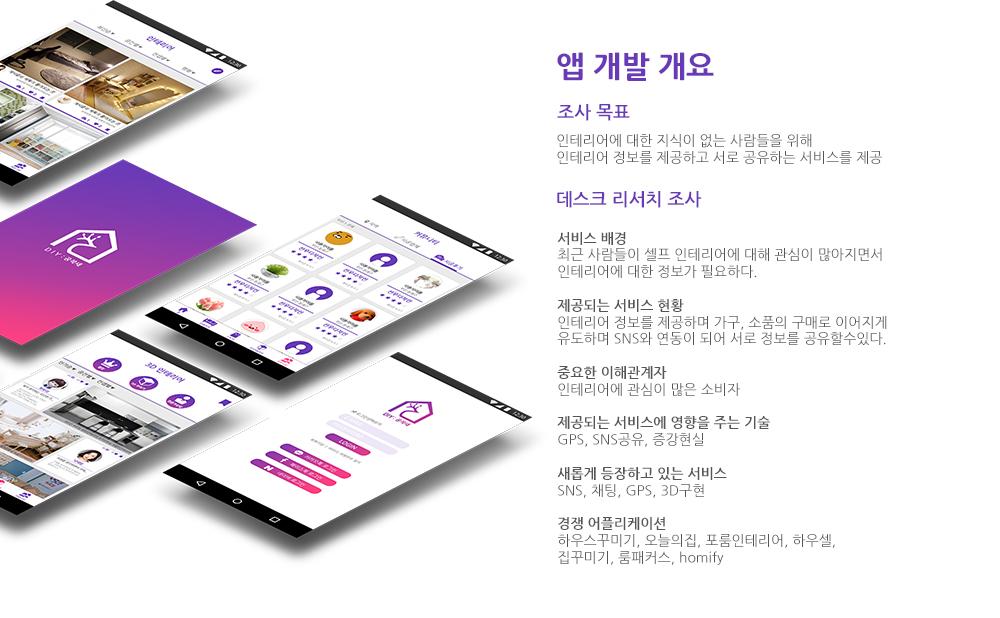 앱 개발 개요
조사 목표
인테리어에 대한 지식이 없는 사람들을 위해
인테리어 정보를 제공하고 서로 공유하는 서비스를 제공
데스크 리서치 조사
서비스 배경
최근 사람들이 셀프 인테리어에 대해 관심이 많아지면서
인테리어에 대한 정보가 필요하다.
제공되는 서비스 현황
인테리어 정보를 제공하며 가구, 소품의 구매로 이어지게
유도하며 SNS와 연동이 되어 서로 정보를 공유할수있다.
중요한 이해관계자
인테리어에 관심이 많은 소비자
제공되는 서비스에 영향을 주는 기술
GPS, SNS공유, 증강현실
새롭게 등장하고 있는 서비스
SNS, 채팅, GPS, 3D구현
경쟁 어플리케이션
하우스꾸미기, 오늘의집, 포룸인테리어, 하우셀,
집꾸미기, 룸패커스, homify
인테리어
12:30
커뮤니티
12:30
3D 인테리어
12:30
12:30
LOGIN